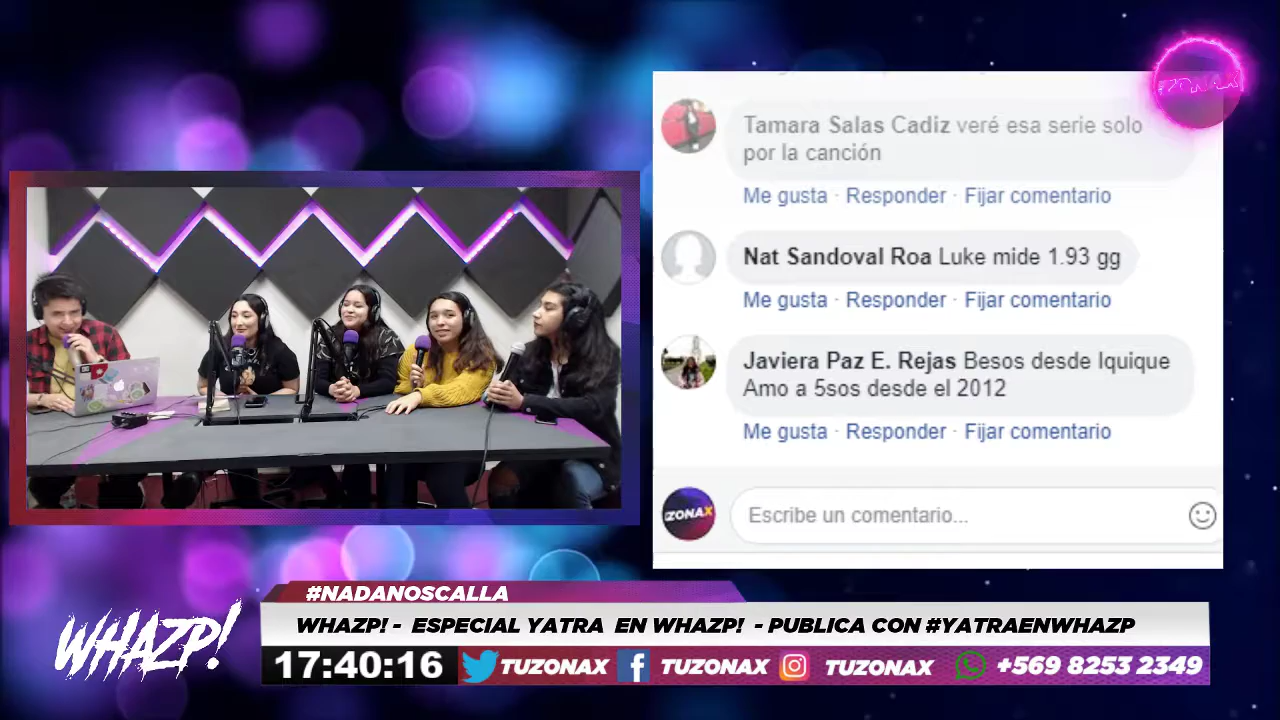 TUZONAX
Tamara Salas Cadiz veré esa serie solo
por la canción
Me gusta · Responder · Fijar comentario
Nat Sandoval Roa Luke mide 1.93 gg
Me gusta · Responder · Fijar comentario
Javiera Paz E. Rejas Besos desde Iquique
Amo a 5sos desde el 2012
Me gusta · Responder · Fijar comentario
ZONAX
Escribe un comentario...
#NADANOSCALLA
WHAZP! - ESPECIAL YATRA EN WHAZP! - PUBLICA CON #YATRAENWHAZP
WHAZP!
17:40:16 TUZONAX TUZONAX TUZONAX +569 8253 2349